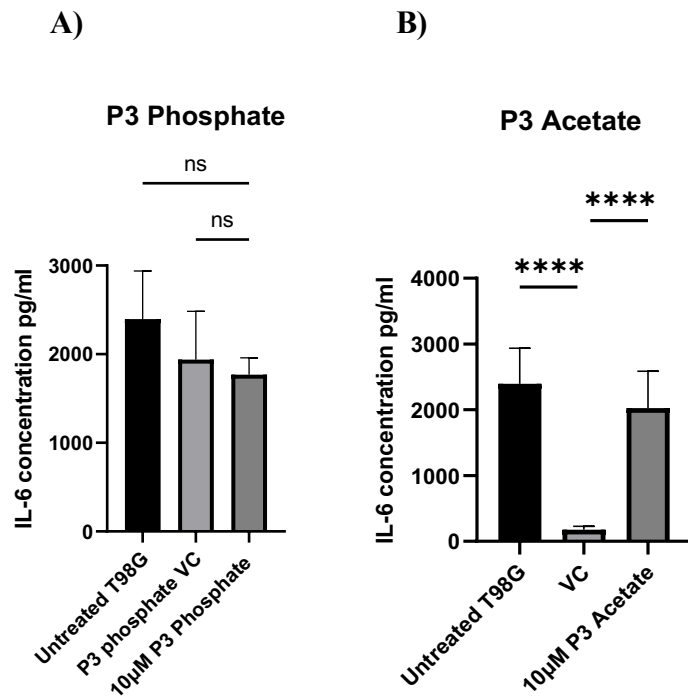 A)
P3 Phosphate
ns
ns
IL-6 concentration pg/ml
3000
2000
1000
0
Untreated T98G
P3 phosphate VC
10µM P3 Phosphate
B)
P3 Acetate
****
****
IL-6 concentration pg/ml
4000
3000
2000
1000
0
Untreated T98G
VC
10µM P3 Acetate